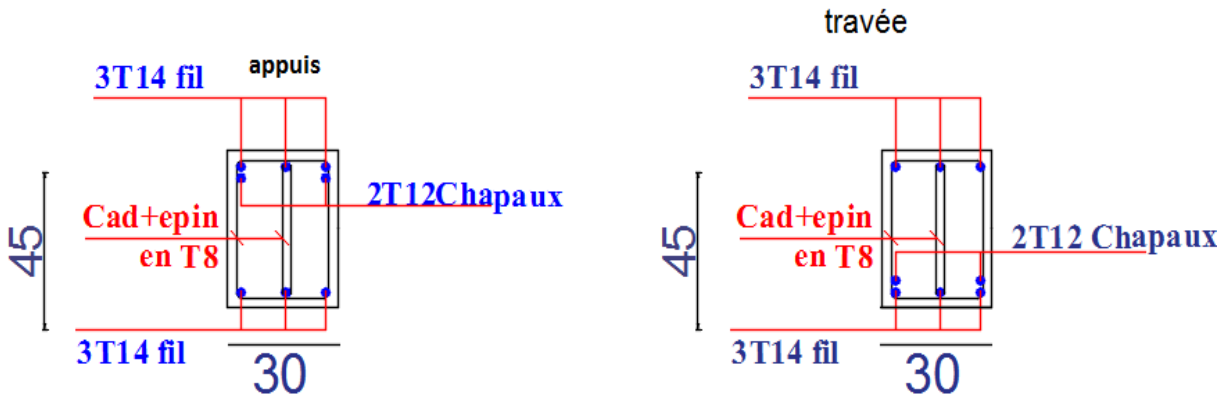 appuis
3T14 fil
2T12Chapaux
Cad+epin
en T8
45
3T14 fil
30
travée
3T14 fil
Cad+epin
en T8
2T12 Chapaux
45
3T14 fil
30